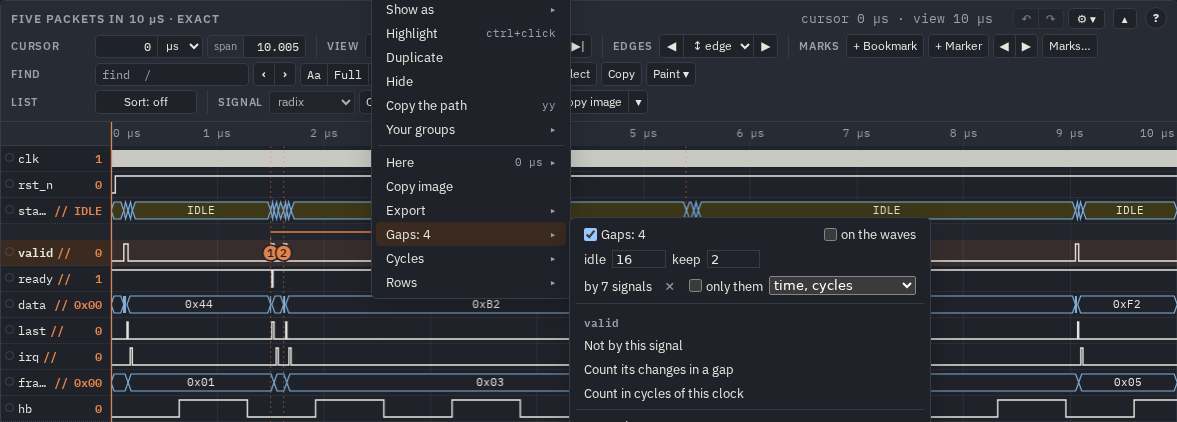 FIVE PACKETS IN 10 µS · EXACT
cursor 0 µs · view 10 µs
CURSOR 0 µs span 10.005 VIEW EDGES ↕ edge MARKS + Bookmark + Marker Marks...
FIND find / Aa Full lect Copy Paint ▾
LIST Sort: off SIGNAL radix C opy image ▾
Show as ▸
Highlight ctrl+click
Duplicate
Hide
Copy the path yy
Your groups ▸
Here 0 µs ▸
Copy image
Export ▸
Gaps: 4 ▸
Cycles ▸
Rows ▸
0 µs 1 µs 2 µs 5 µs 6 µs 7 µs 8 µs 9 µs 10 µs
clk 1
rst_n 0
sta… // IDLE IDLE IDLE IDLE
valid // 0 1 2
ready // 1
data // 0x00 0x44 0xB2 0xF2
last // 0
irq // 0
fra… // 0x00 0x01 0x03 0x05
hb 0
Gaps: 4 on the waves
idle 16 keep 2
by 7 signals ✕ only them time, cycles
valid
Not by this signal
Count its changes in a gap
Count in cycles of this clock